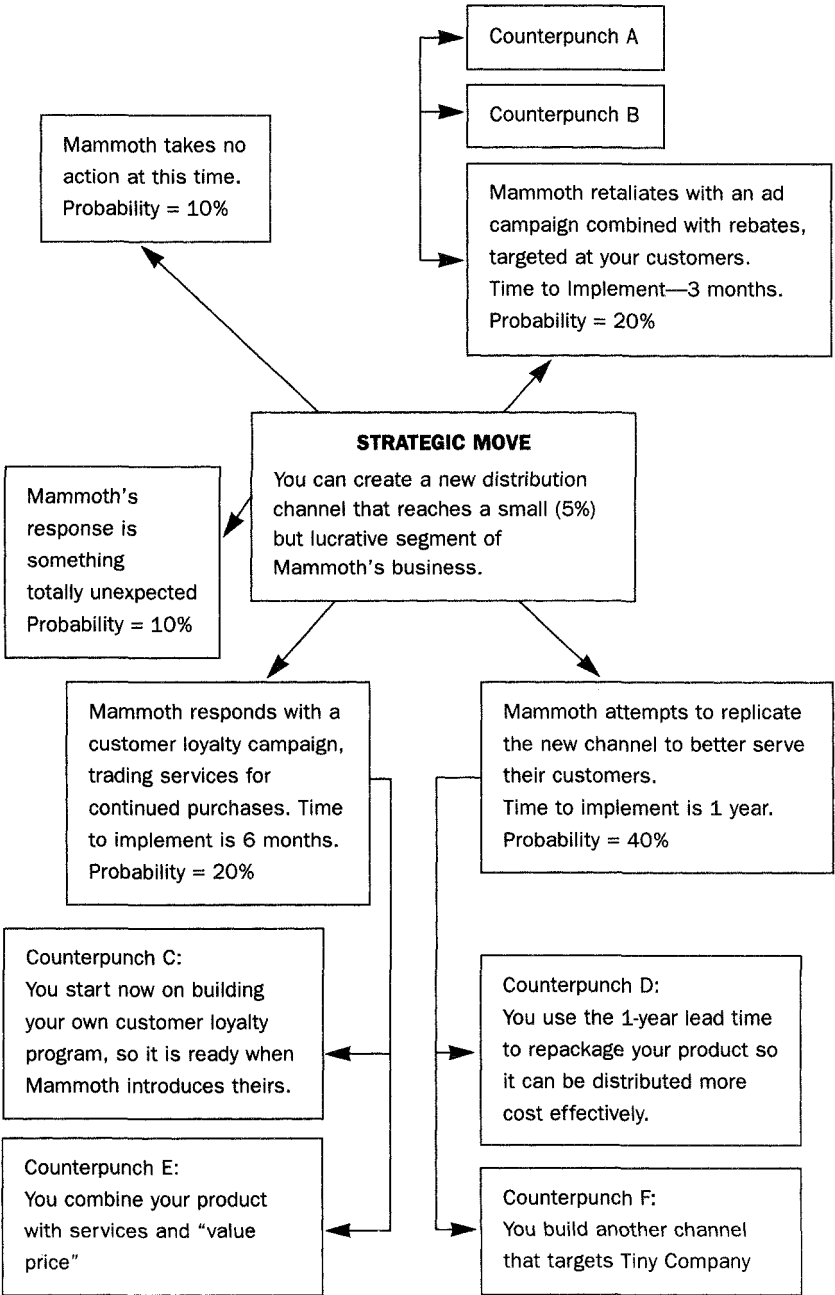 Counterpunch A
Counterpunch B
Mammoth takes no
action at this time.
Probability = 10%
Mammoth retaliates with an ad
campaign combined with rebates,
targeted at your customers.
Time to Implement—3 months.
Probability = 20%
STRATEGIC MOVE
You can create a new distribution
channel that reaches a small (5%)
but lucrative segment of
Mammoth's business.
Mammoth's
response is
something
totally unexpected
Probability = 10%
Mammoth responds with a
customer loyalty campaign,
trading services for
continued purchases. Time
to implement is 6 months.
Probability = 20%
Mammoth attempts to replicate
the new channel to better serve
their customers.
Time to implement is 1 year.
Probability = 40%
Counterpunch C:
You start now on building
your own customer loyalty
program, so it is ready when
Mammoth introduces theirs.
Counterpunch D:
You use the 1-year lead time
to repackage your product so
it can be distributed more
cost effectively.
Counterpunch E:
You combine your product
with services and “value
price”
Counterpunch F:
You build another channel
that targets Tiny Company